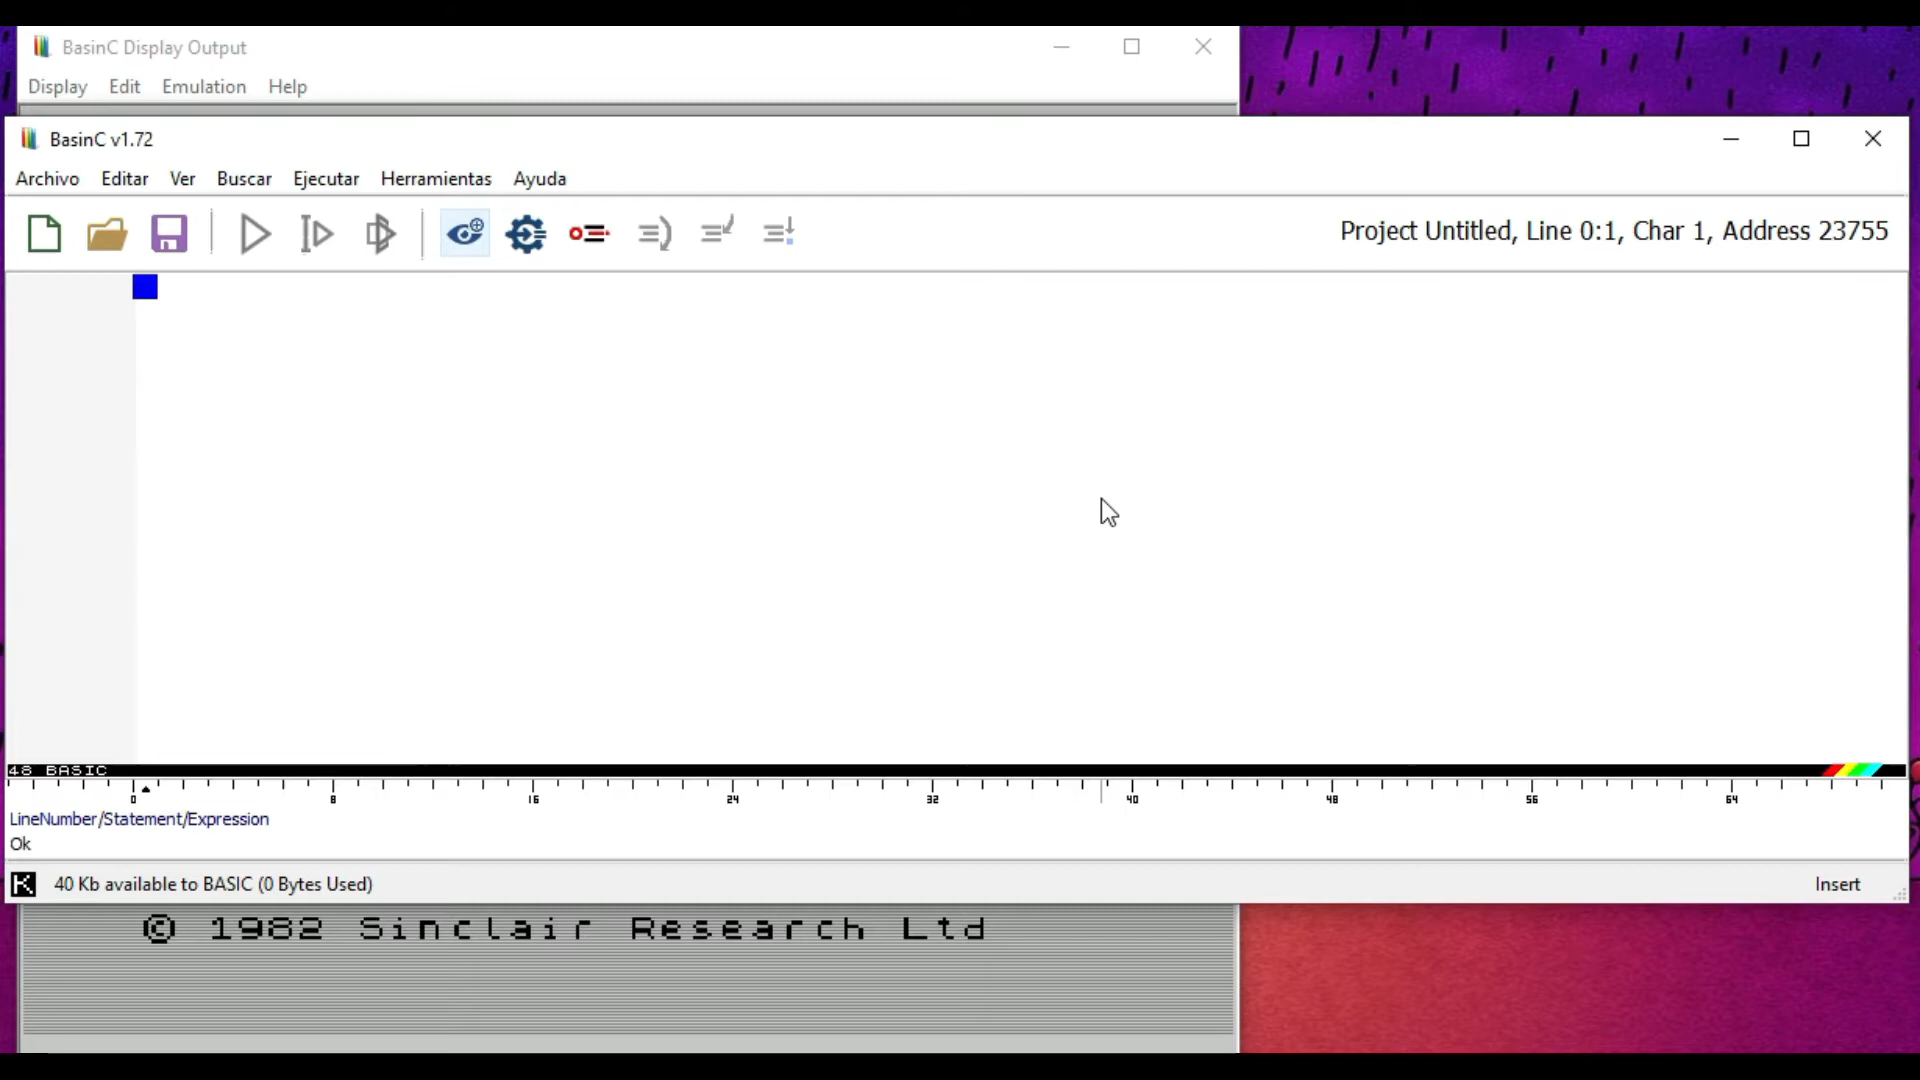 BasinC Display Output
Display Edit Emulation Help
BasinC v1.72
Archivo Editar Ver Buscar Ejecutar Herramientas Ayuda
Project Untitled, Line 0:1, Char 1, Address 23755
48 BASIC
0 8 16 24 32 40 48 56 64
LineNumber/Statement/Expression
Ok
K 40 Kb available to BASIC (0 Bytes Used) Insert
© 1982 Sinclair Research Ltd